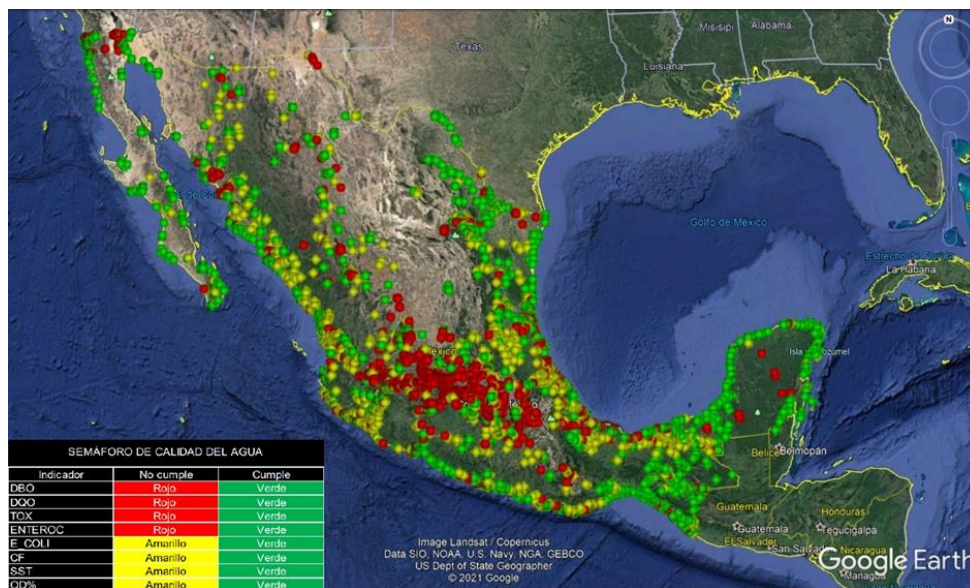 N
Misisipi
Alabama
Texas
Luisiana
Golfo de México
Estrecho de Florida
La Habana
Isla Cozumel
México
Belice
Belmopán
Guatemala
Honduras
Guatemala
Tegucigalpa
El Salvador
San Salvad
Nicaragua
Managua
SEMÁFORO DE CALIDAD DEL AGUA
Indicador No cumple Cumple
DBO Rojo Verde
DQO Rojo Verde
TOX Rojo Verde
ENTEROC Rojo Verde
E_COLI Amarillo Verde
CF Amarillo Verde
SST Amarillo Verde
OD% Amarillo Verde
Image Landsat / Copernicus
Data SIO, NOAA, U.S. Navy, NGA, GEBCO
US Dept of State Geographer
© 2021 Google
Google Earth